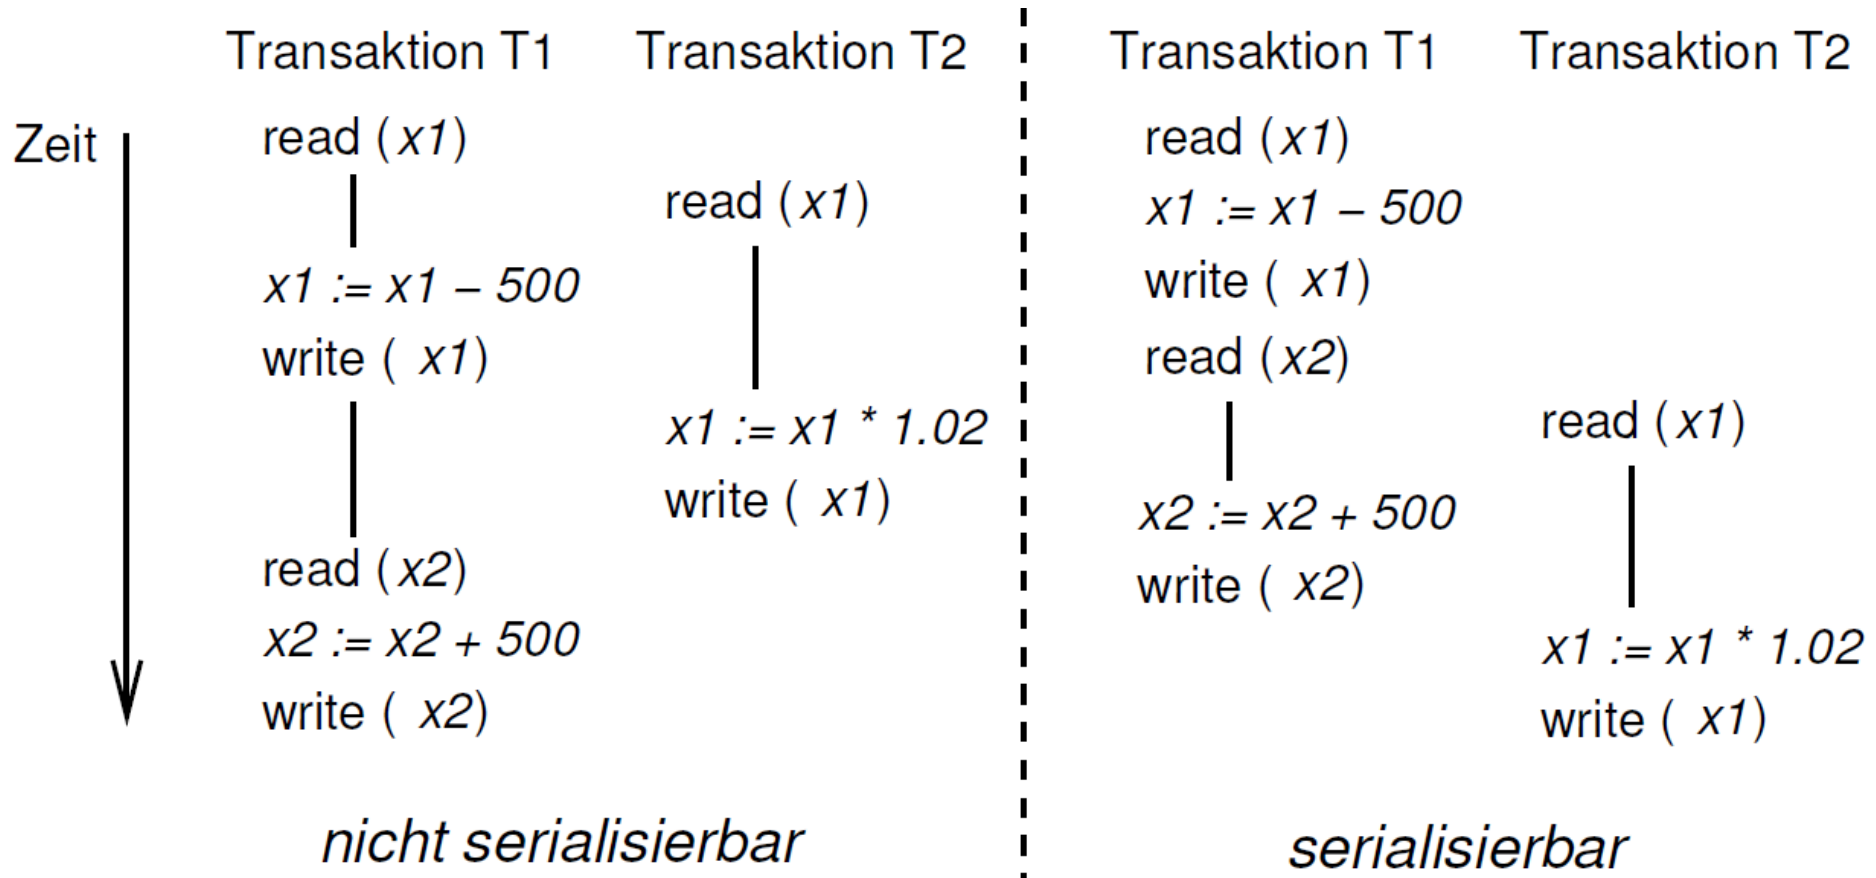 Transaktion T1
Transaktion T2
Zeit
read (x1)
read (x1)
x1 := x1 – 500
write ( x1)
x1 := x1 * 1.02
write ( x1)
read (x2)
x2 := x2 + 500
write ( x2)
nicht serialisierbar
Transaktion T1
Transaktion T2
read (x1)
x1 := x1 – 500
write ( x1)
read (x2)
read (x1)
x2 := x2 + 500
write ( x2)
x1 := x1 * 1.02
write ( x1)
serialisierbar